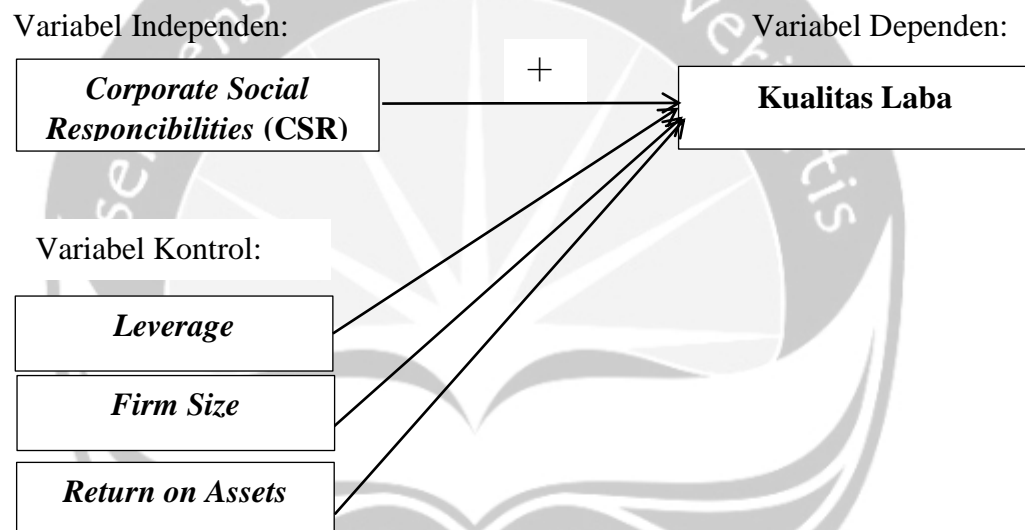 Variabel Independen:
Variabel Dependen:
Corporate Social
Responcibilities (CSR)
+
Kualitas Laba
Variabel Kontrol:
Leverage
Firm Size
Return on Assets